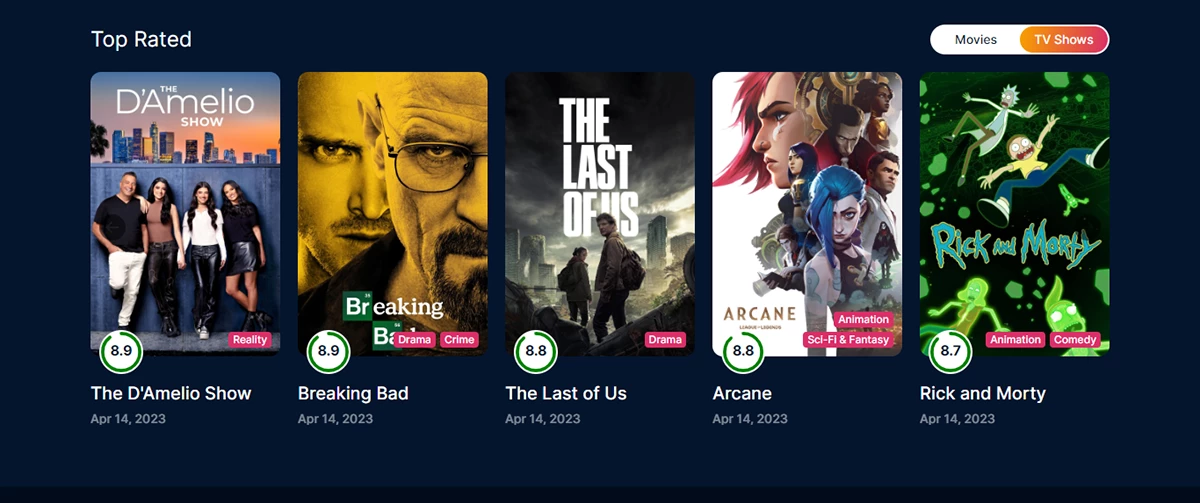 Top Rated
Movies
TV Shows
THE
D'Amelio
SHOW
8.9
Reality
The D'Amelio Show
Apr 14, 2023
35
Breaking
56
Ba
8.9
Drama
Crime
Breaking Bad
Apr 14, 2023
THE
LAST
OF US
8.8
Drama
The Last of Us
Apr 14, 2023
ARCANE
LEAGUE OF LEGENDS
Animation
Sci-Fi & Fantasy
8.8
Arcane
Apr 14, 2023
Rick and Morty
8.7
Animation
Comedy
Rick and Morty
Apr 14, 2023